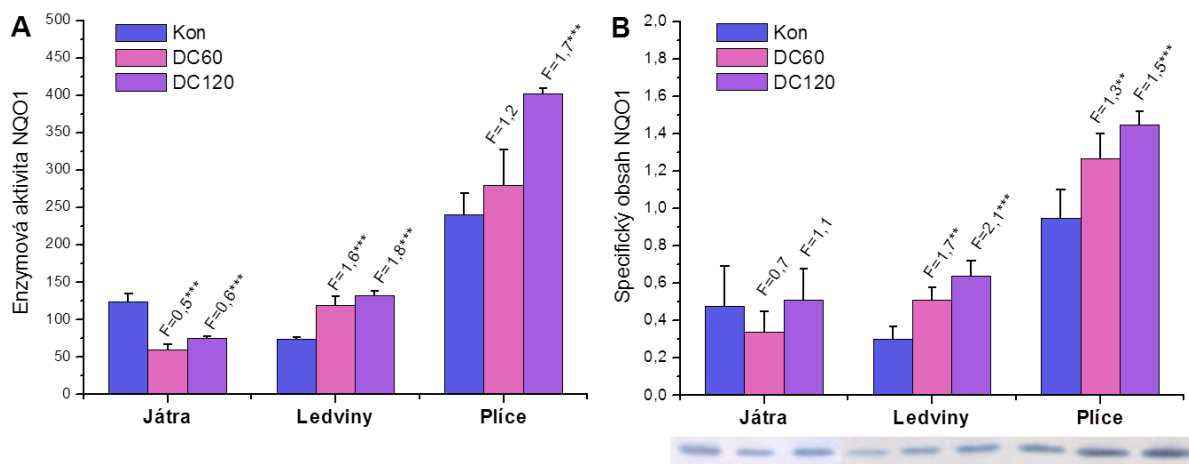 A
Enzymová aktivita NQO1
500
450
400
350
300
250
200
150
100
50
0
Kon
DC60
DC120
F=0,5***
F=0,6***
F=1,6***
F=1,8***
F=1,2
F=1,7***
Játra
Ledviny
Plíce
B
Specifický obsah NQO1
2,0
1,8
1,6
1,4
1,2
1,0
0,8
0,6
0,4
0,2
0,0
Kon
DC60
DC120
F=0,7
F=1,1
F=1,7**
F=2,1***
F=1,3**
F=1,5***
Játra
Ledviny
Plíce